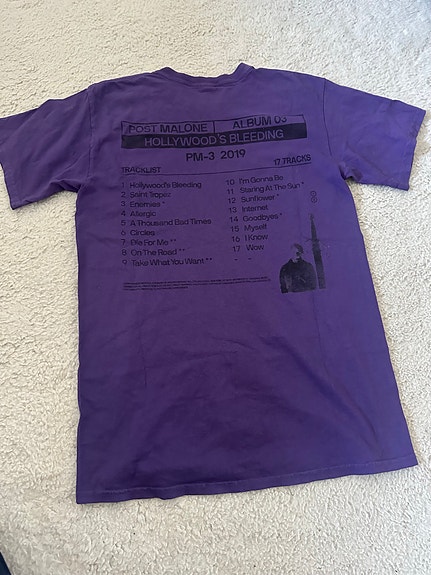 POST MALONE ALBUM 03
HOLLYWOOD'S BLEEDING
PM-3 2019
TRACKLIST 17 TRACKS
1 Hollywood's Bleeding
2 Saint Tropez
3 Enemies *
4 Allergic
5 A Thousand Bad Times
6 Circles
7 Die For Me **
8 On The Road **
9 Take What You Want **
10 I'm Gonna Be
11 Staring At The Sun *
12 Sunflower *
13 Internet
14 Goodbyes *
15 Myself
16 I Know
17 Wow.